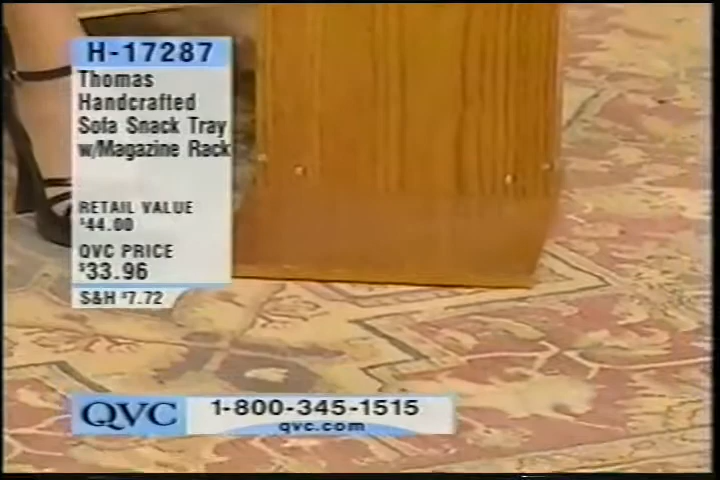 H-17287
Thomas
Handcrafted
Sofa Snack Tray
w/Magazine Rack
RETAIL VALUE
$44.00
QVC PRICE
$33.96
S&H $7.72
QVC 1-800-345-1515
qvc.com